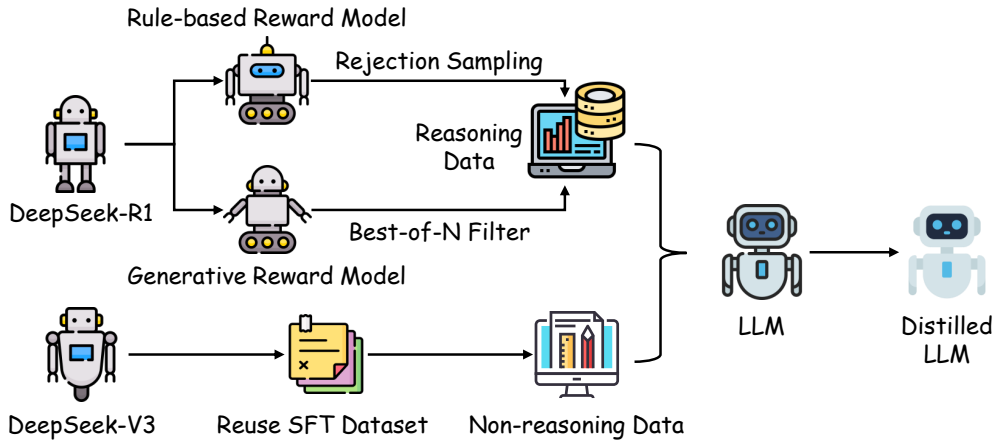 Rule-based Reward Model
Rejection Sampling
Reasoning
Data
DeepSeek-R1
Best-of-N Filter
Generative Reward Model
LLM
Distilled
LLM
DeepSeek-V3
Reuse SFT Dataset
Non-reasoning Data